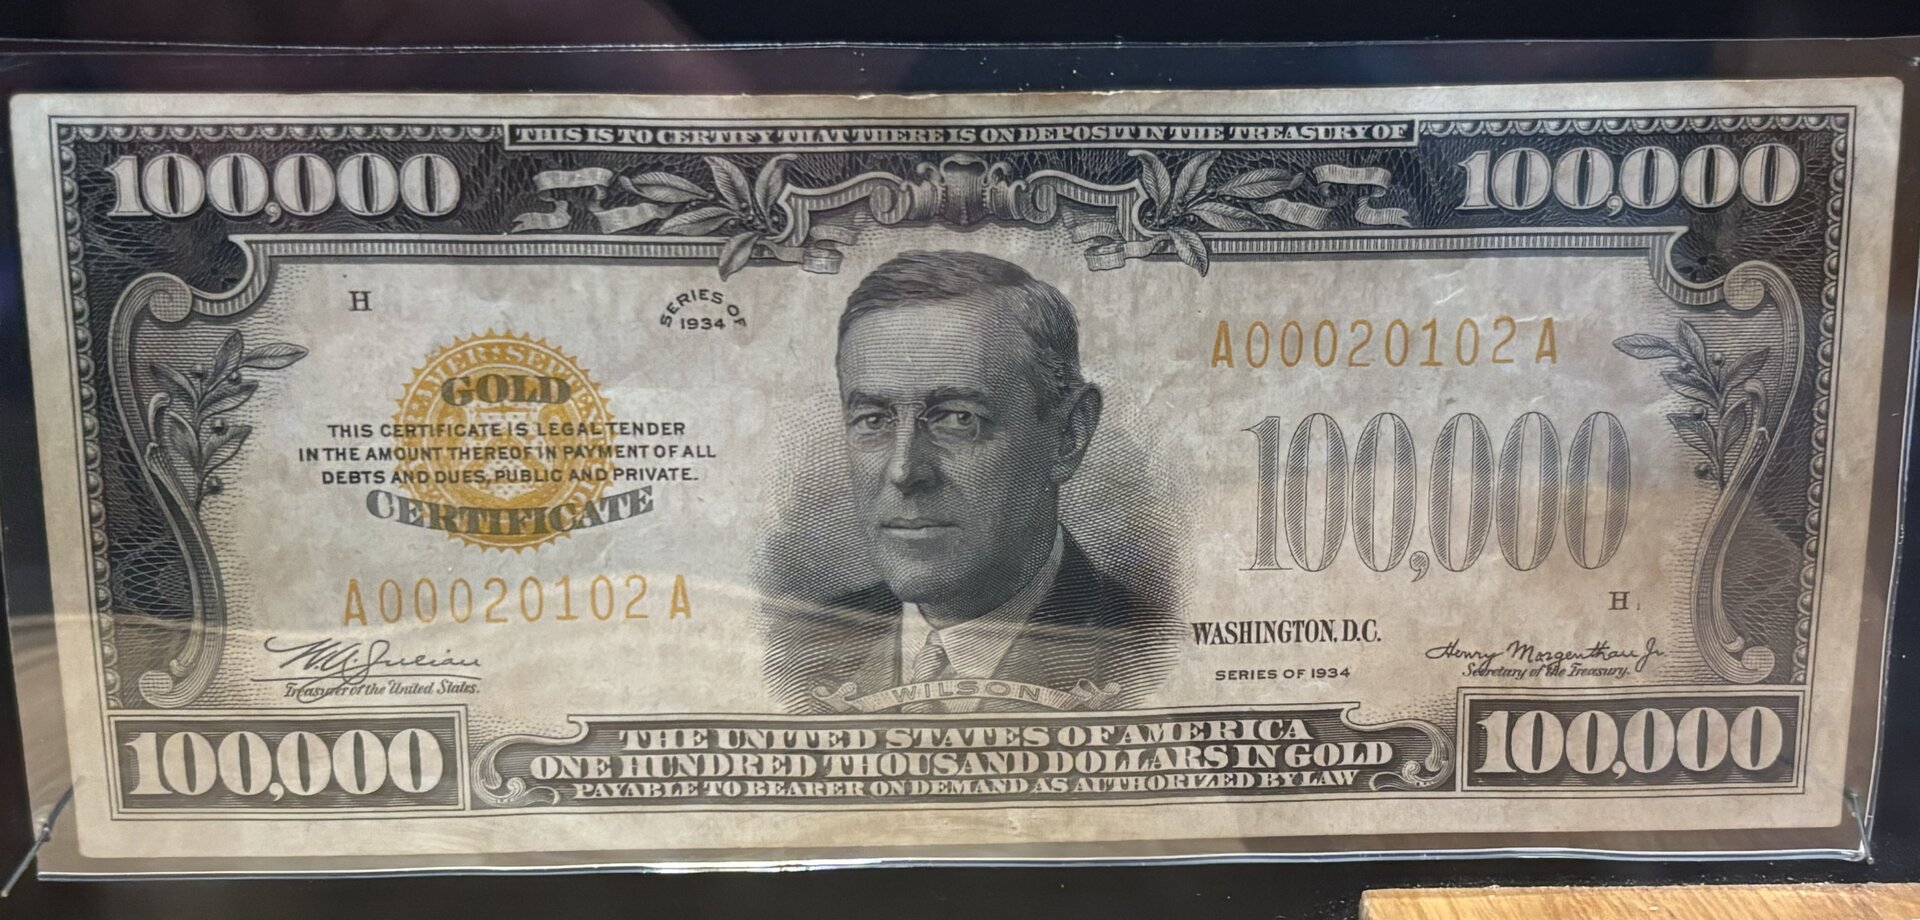 THIS IS TO CERTIFY THAT THERE IS ON DEPOSIT IN THE TREASURY OF
100,000
100,000
H
SERIES OF
1934
A00020102A
GOLD
THIS CERTIFICATE IS LEGAL TENDER
IN THE AMOUNT THEREOF IN PAYMENT OF ALL
DEBTS AND DUES, PUBLIC AND PRIVATE.
CERTIFICATE
100,000
A00020102A
H
WASHINGTON, D.C.
W. A. Julian
Treasurer of the United States.
SERIES OF 1934
Henry Morgenthau Jr.
Secretary of the Treasury.
WILSON
100,000
THE UNITED STATES OF AMERICA
ONE HUNDRED THOUSAND DOLLARS IN GOLD
PAYABLE TO BEARER ON DEMAND AS AUTHORIZED BY LAW
100,000